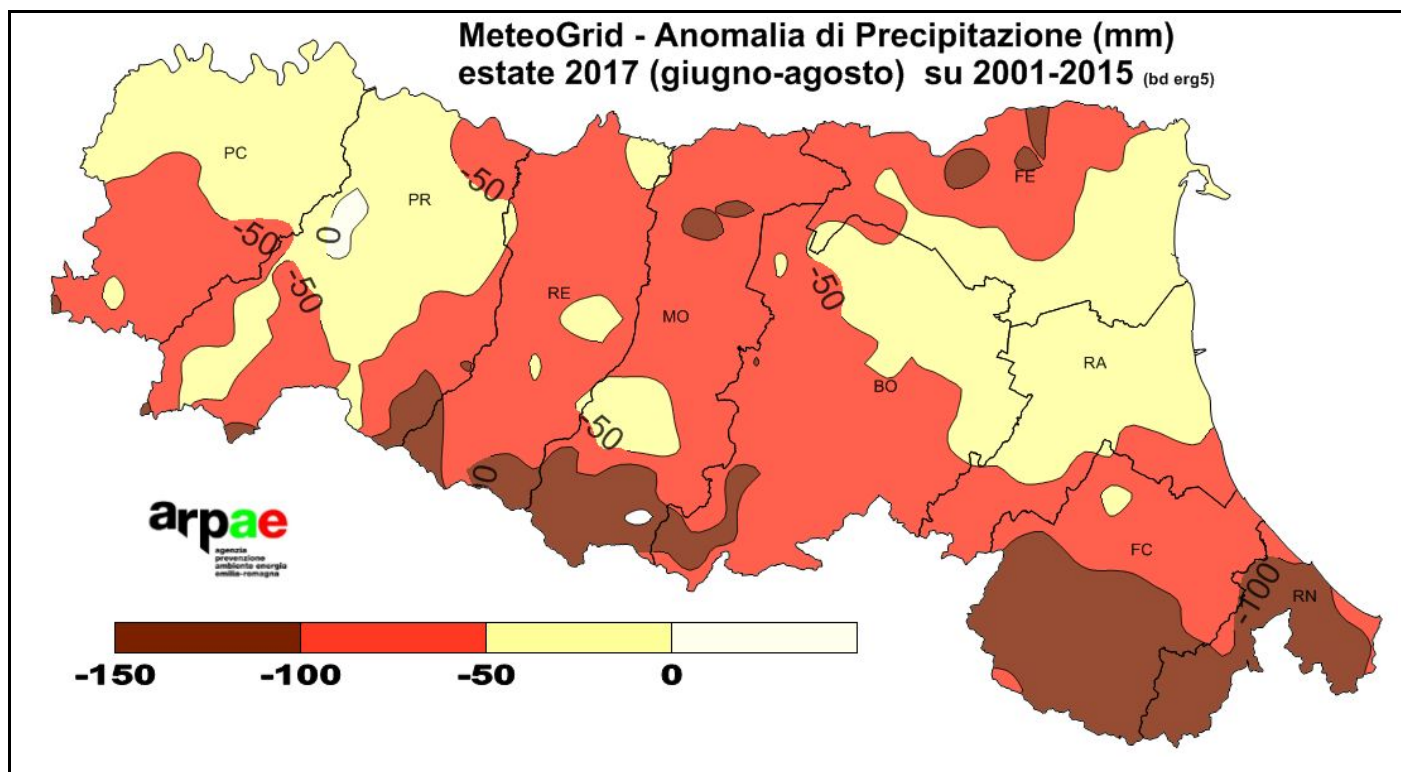 MeteoGrid - Anomalia di Precipitazione (mm)
estate 2017 (giugno-agosto) su 2001-2015 (bd erg5)
PC
PR
-50
FE
-50
0
-50
-50
RE
MO
RA
BO
-50
0
arpae
agenzia
prevenzione
ambiente energia
emilia-romagna
FC
-100
RN
-150
-100
-50
0